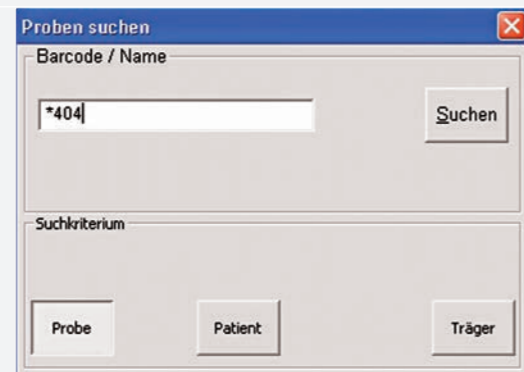 Proben suchen
Barcode / Name
*404
Suchen
Suchkriterium
Probe Patient Träger